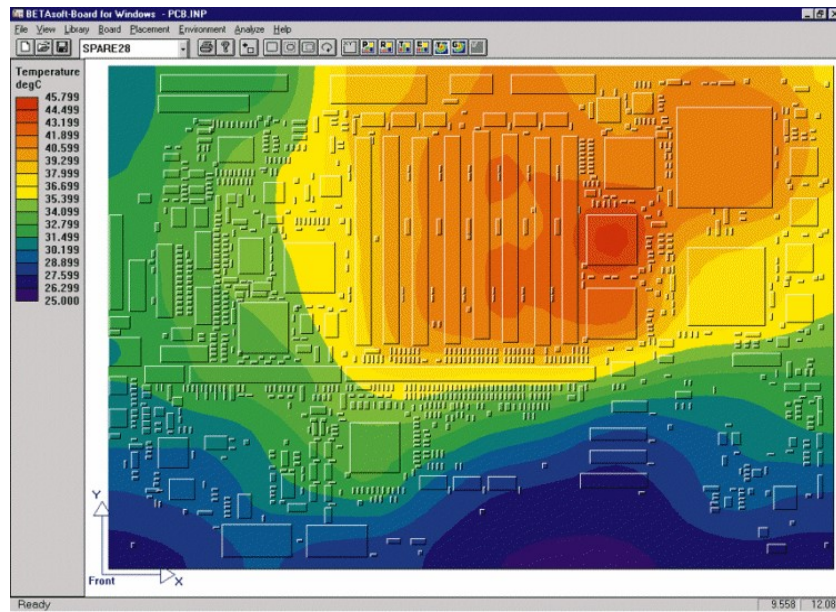 BETAsoft-Board for Windows - PCB.INP
File View Library Board Placement Environment Analyze Help
SPARE28
Temperature
degC
45.799
44.499
43.199
41.899
40.599
39.299
37.999
36.699
35.399
34.099
32.799
31.499
30.199
28.899
27.599
26.299
25.000
Y
Front
X
Ready
9.558 12.08